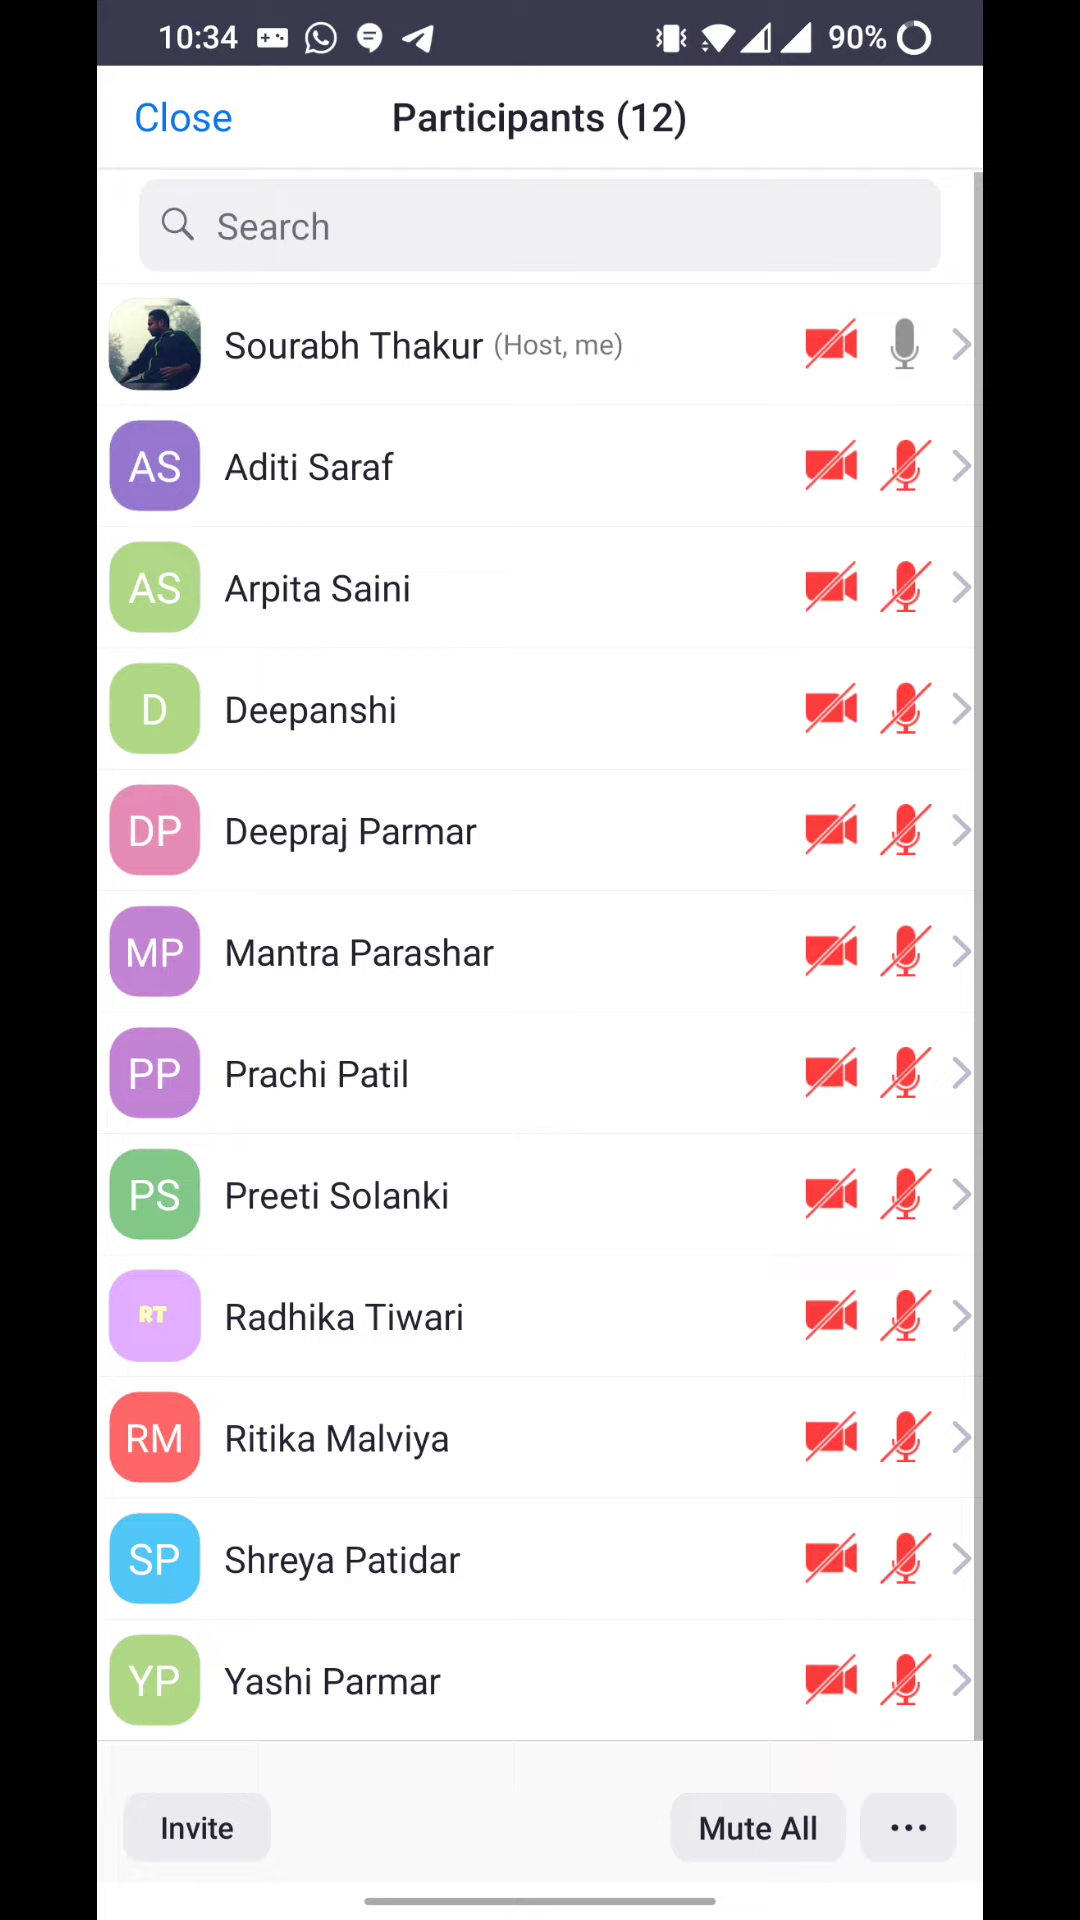 10:34 90%
Close Participants (12)
Search
Sourabh Thakur (Host, me)
AS Aditi Saraf
AS Arpita Saini
D Deepanshi
DP Deepraj Parmar
MP Mantra Parashar
PP Prachi Patil
PS Preeti Solanki
RT Radhika Tiwari
RM Ritika Malviya
SP Shreya Patidar
YP Yashi Parmar
Invite Mute All ...